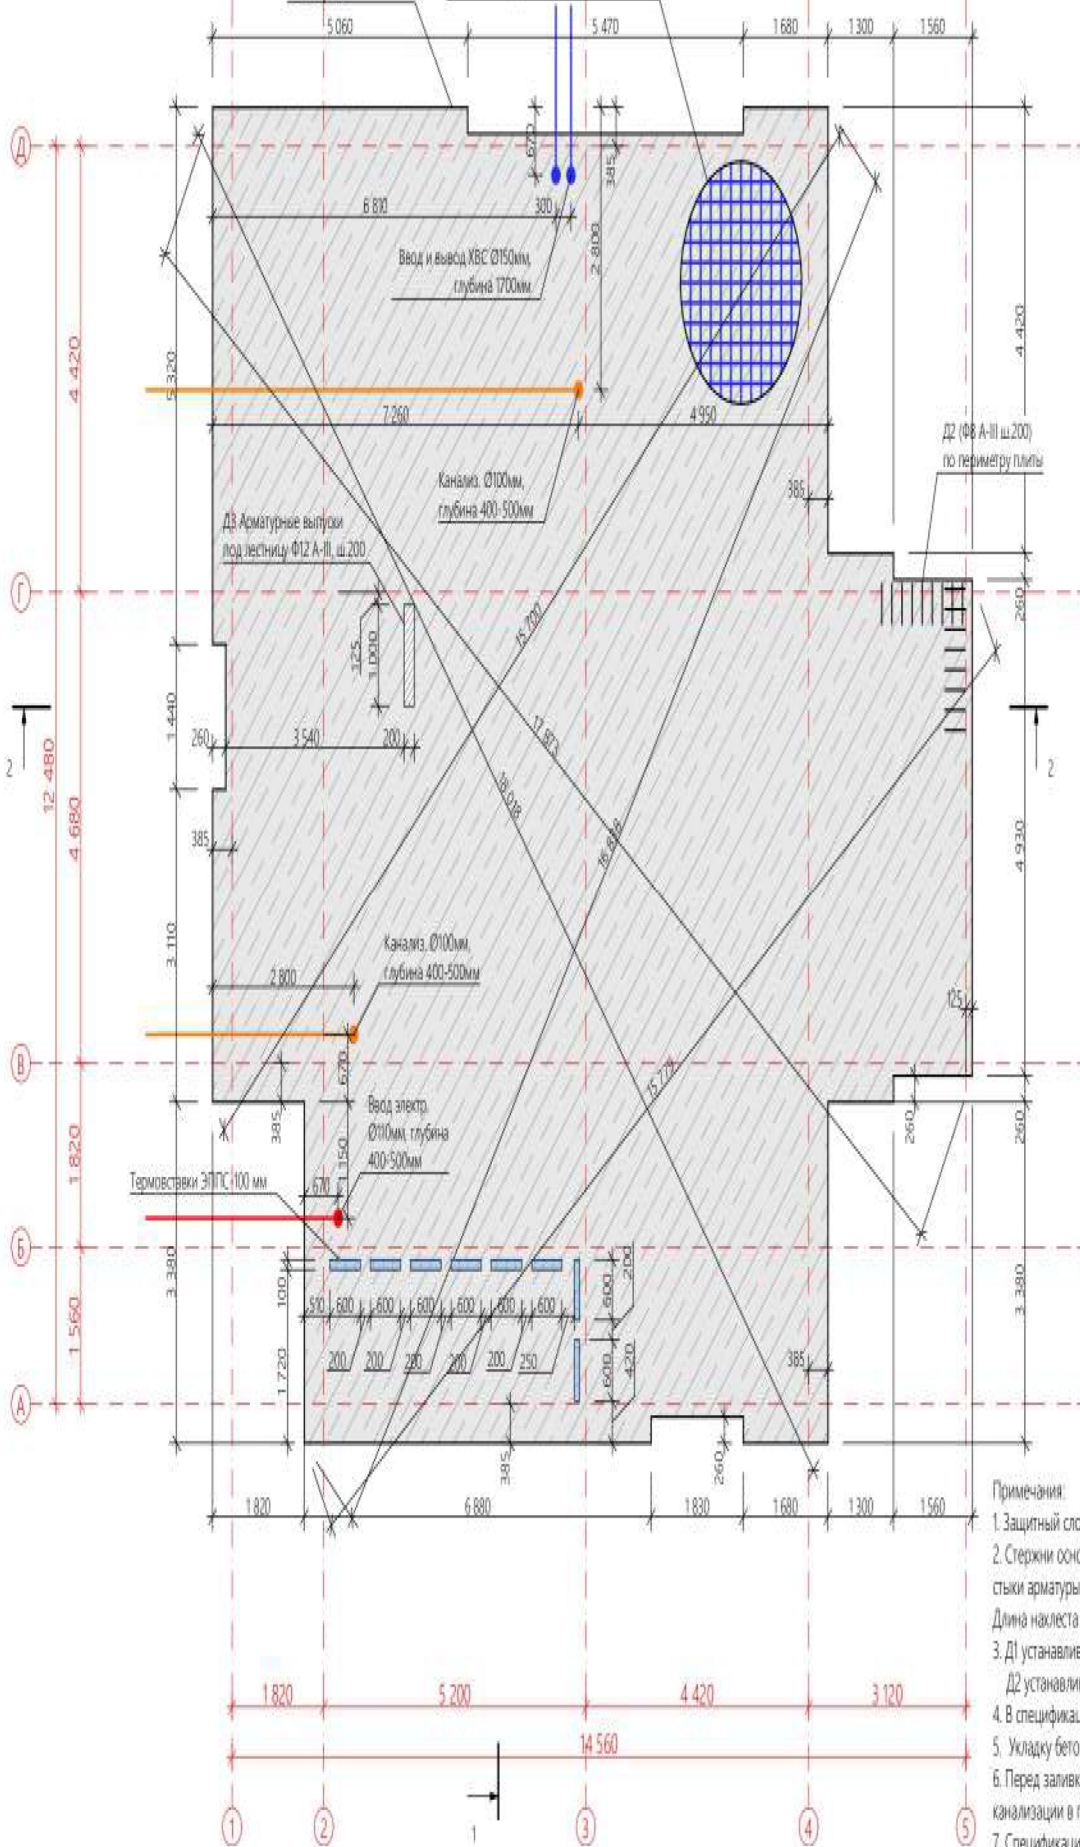 5 060
5 470
1 680
1 300
1 560
Д
670
385
6 810
300
2 800
Ввод и вывод ХВС Ø150мм,
глубина 1700мм
4 420
5 320
4 420
7 260
4 950
Д2 (Ф8 А-III ш.200)
по периметру плиты
Канализ. Ø100мм,
глубина 400-500мм
385
Д3 Арматурные выпуски
под лестницу Ф12 А-III, ш.200
Г
260
125
1 000
15 700
1 440
260
3 540
200
17 973
2
2
12 480
16 018
4 680
385
4 930
3 110
Канализ. Ø100мм,
глубина 400-500мм
2 800
125
В
670
15 779
385
Ввод электр.
Ø110мм, глубина
400-500мм
260
260
1 820
1 150
Термовставки ЭППС-100 мм
670
Б
3 380
100
510
600
600
600
600
600
600
600
200
3 380
1 560
1 720
200
200
200
200
200
250
600
420
385
А
385
260
1 820
6 880
1 830
1 680
1 300
1 560
Примечания:
1. Защитный
2. Стержни
стыки арматуры
Длина нахлеста
3. Д1
Д2
4. В
5. Укладку
6. Перед
канализации в
7.
1 820
5 200
4 420
3 120
14 560
1
1
2
3
4
5